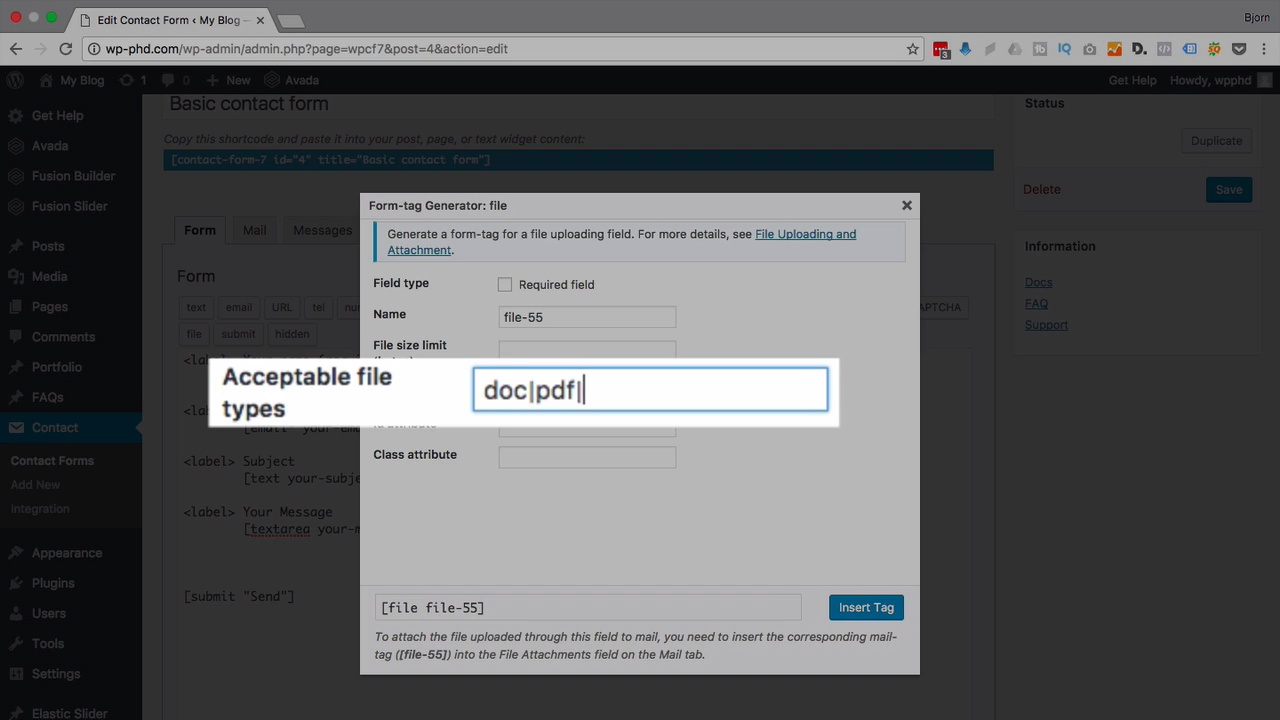 Edit Contact Form ‹ My Blog —
Bjorn
wp-phd.com/wp-admin/admin.php?page=wpcf7&post=4&action=edit
3
My Blog 1 0 New Avada Get Help Howdy, wpphd
Get Help
Avada
Fusion Builder
Fusion Slider
Posts
Media
Pages
Comments
Portfolio
FAQs
Contact
Contact Forms
Add New
Integration
Appearance
Plugins
Users
Tools
Settings
Elastic Slider
Basic contact form
Copy this shortcode and paste it into your post, page, or text widget content:
[contact-form-7 id="4" title="Basic contact form"]
Form Mail Messages
Form
text email URL tel
file submit hidden
<label>
<label>
<label> Subject
[text your-subje
<label> Your Message
[textarea your-m
[submit "Send"]
Form-tag Generator: file
Generate a form-tag for a file uploading field. For more details, see File Uploading and
Attachment.
Field type Required field
Name file-55
File size limit
Acceptable file
types
doc|pdf|
Class attribute
[file file-55]
Insert Tag
To attach the file uploaded through this field to mail, you need to insert the corresponding mail-
tag ([file-55]) into the File Attachments field on the Mail tab.
Status
Duplicate
Delete Save
Information
Docs
FAQ
Support